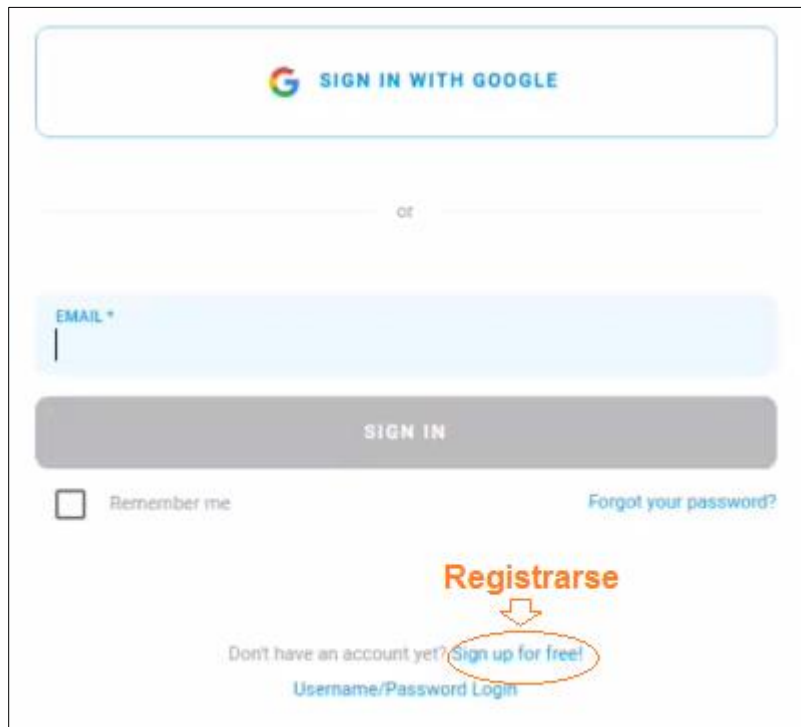 SIGN IN WITH GOOGLE
or
EMAIL *
SIGN IN
Remember me Forgot your password?
Registrarse
Don't have an account yet? Sign up for free!
Username/Password Login